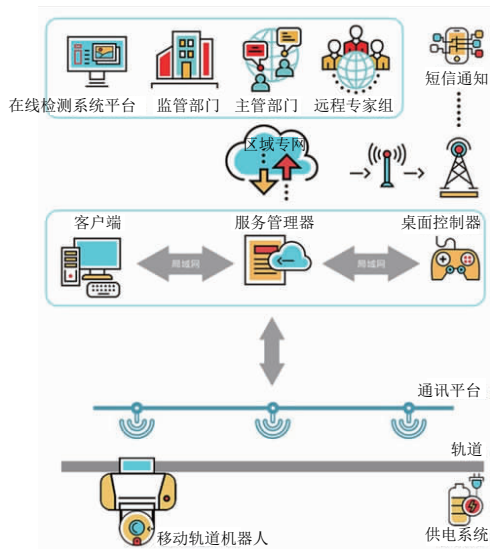 短信通知
在线检测系统平台 监管部门 主管部门 远程专家组
区域专网
客户端 服务管理器 桌面控制器
局域网 局域网
通讯平台
轨道
移动轨道机器人 供电系统